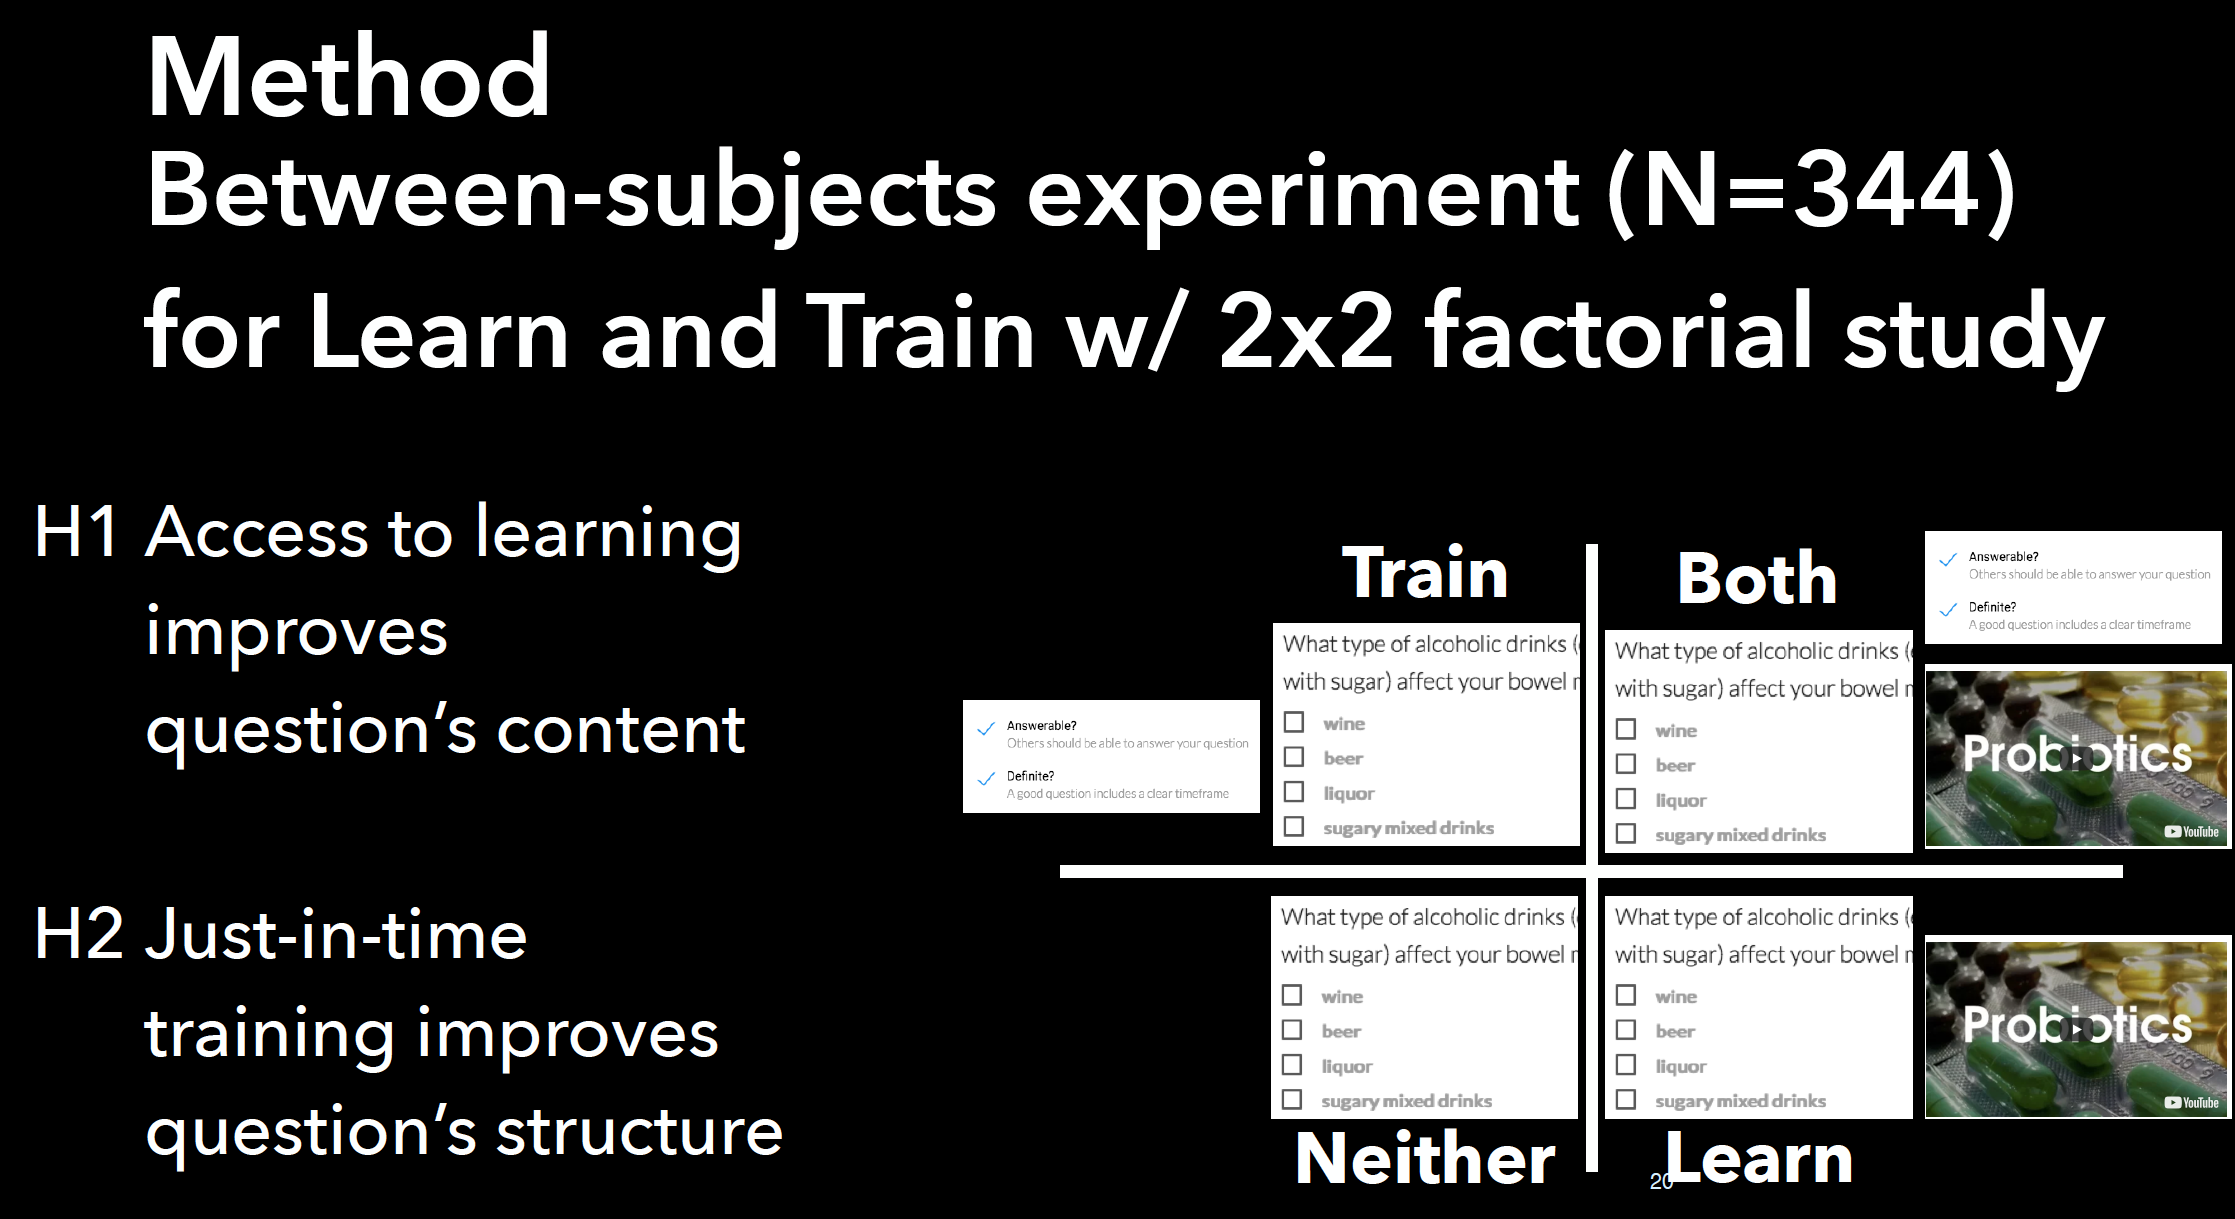 Method
Between-subjects experiment (N=344)
for Learn and Train w/ 2x2 factorial study
H1 Access to learning
improves
question's content
H2 Just-in-time
training improves
question's structure
Train
Answerable?
Others should be able to answer your question
Definite?
A good question includes a clear timeframe
What type of alcoholic drinks (
with sugar) affect your bowel
wine
beer
liquor
sugary mixed drinks
Both
What type of alcoholic drinks (
with sugar) affect your bowel
wine
beer
liquor
sugary mixed drinks
Answerable?
Others should be able to answer your question
Definite?
A good question includes a clear timeframe
Probiotics
YouTube
What type of alcoholic drinks (
with sugar) affect your bowel
wine
beer
liquor
sugary mixed drinks
Neither
What type of alcoholic drinks (
with sugar) affect your bowel
wine
beer
liquor
sugary mixed drinks
Probiotics
YouTube
Learn
20